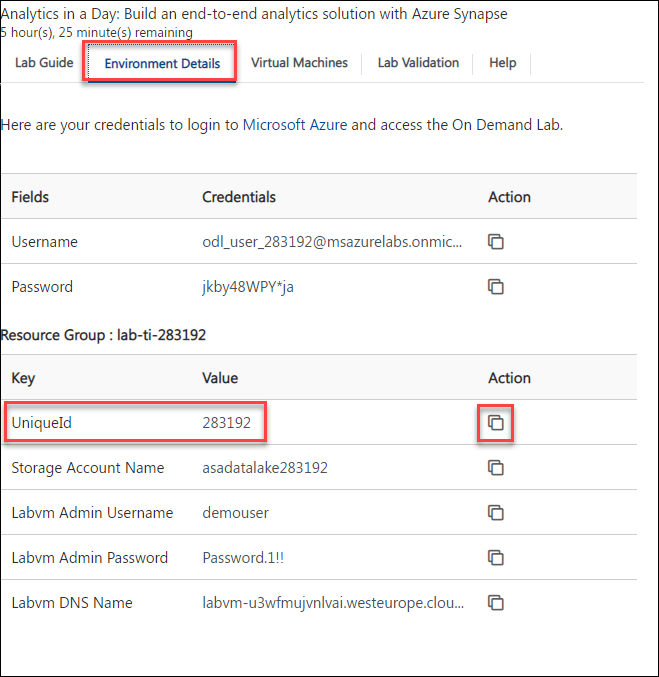 Analytics in a Day: Build an end-to-end analytics solution with Azure Synapse
5 hour(s), 25 minute(s) remaining
Lab Guide Environment Details Virtual Machines Lab Validation Help
Here are your credentials to login to Microsoft Azure and access the On Demand Lab.
Fields Credentials Action
Username odl_user_283192@msazurelabs.onmic...
Password jkby48WPY*ja
Resource Group : lab-ti-283192
Key Value Action
UniqueId 283192
Storage Account Name asadatalake283192
Labvm Admin Username demouser
Labvm Admin Password Password.1!!
Labvm DNS Name labvm-u3wfmujvnlvai.westeurope.clou...